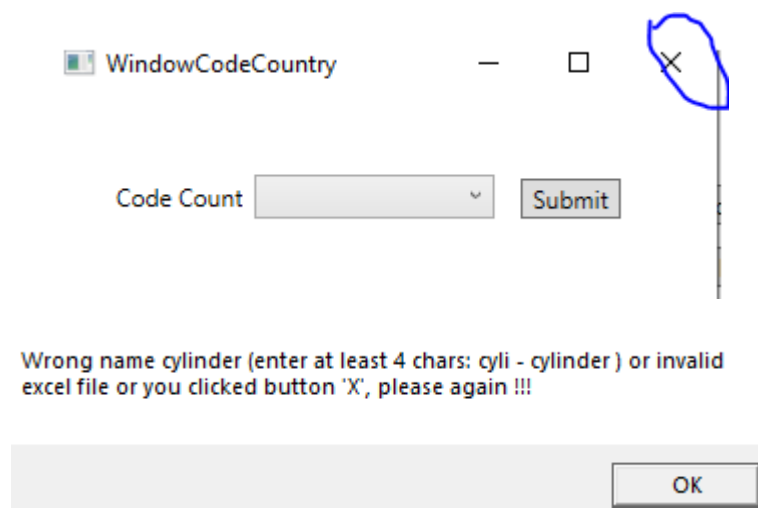 WindowCodeCountry
Code Count
Submit
Wrong name cylinder (enter at least 4 chars: cyli - cylinder ) or invalid
excel file or you clicked button 'X', please again !!!
OK